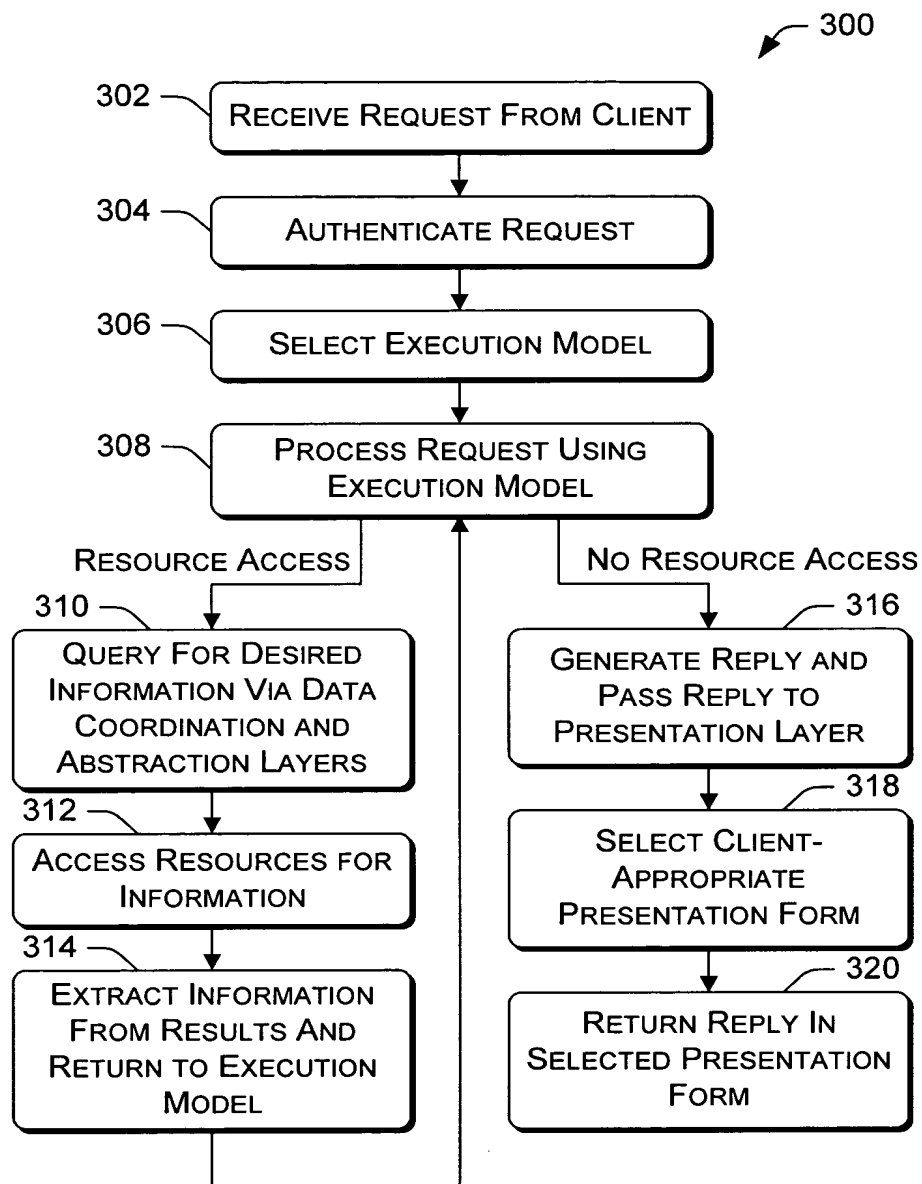 300
302
RECEIVE REQUEST FROM CLIENT
304
AUTHENTICATE REQUEST
306
SELECT EXECUTION MODEL
308
PROCESS REQUEST USING
EXECUTION MODEL
RESOURCE ACCESS
NO RESOURCE ACCESS
310
QUERY FOR DESIRED
INFORMATION VIA DATA
COORDINATION AND
ABSTRACTION LAYERS
312
ACCESS RESOURCES FOR
INFORMATION
314
EXTRACT INFORMATION
FROM RESULTS AND
RETURN TO EXECUTION
MODEL
316
GENERATE REPLY AND
PASS REPLY TO
PRESENTATION LAYER
318
SELECT CLIENT-
APPROPRIATE
PRESENTATION FORM
320
RETURN REPLY IN
SELECTED PRESENTATION
FORM